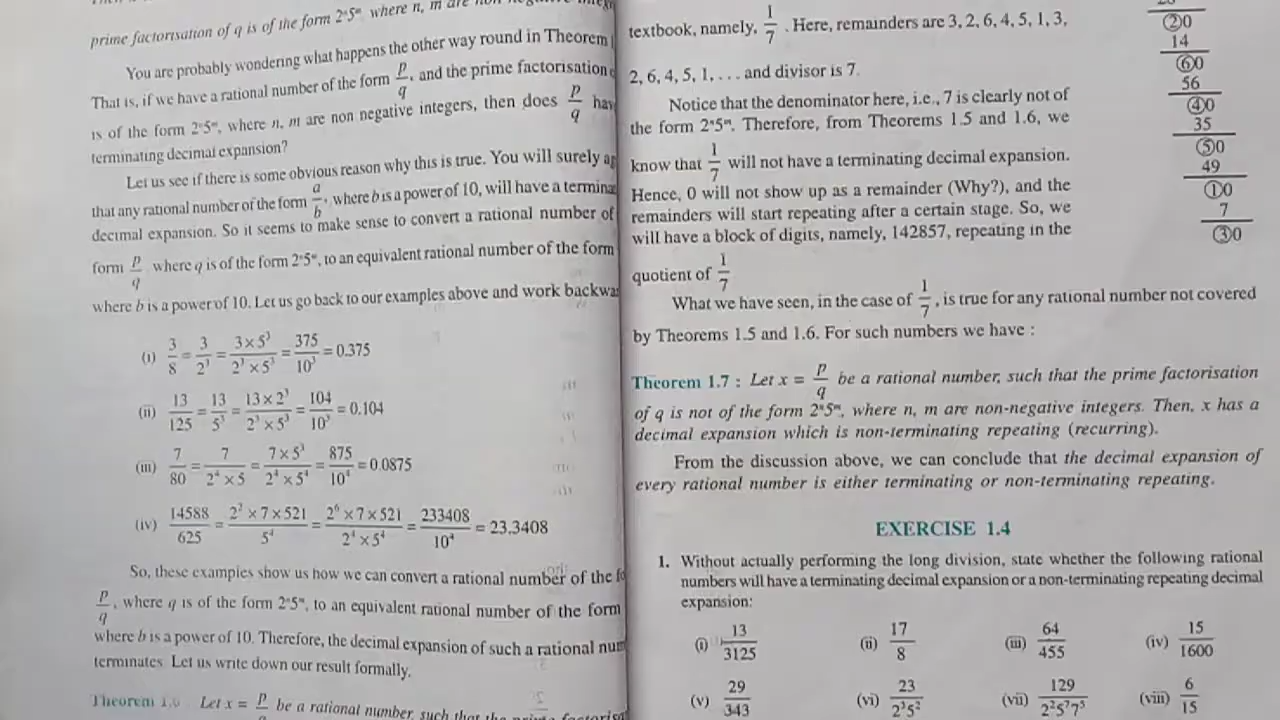 prime factorisation of q is of the form 2ⁿ5ᵐ, where n, m are non
You are probably wondering what happens the other way round in Theorem
That is, if we have a rational number of the form p/q, and the prime factorisation
is of the form 2ⁿ5ᵐ, where n, m are non negative integers, then does p/q
terminating decimal expansion?
Let us see if there is some obvious reason why this is true. You will surely
that any rational number of the form a/b, where b is a power of 10, will have a
decimal expansion. So it seems to make sense to convert a rational number of
form p/q where q is of the form 2ⁿ5ᵐ, to an equivalent rational number of the form
where b is a power of 10. Let us go back to our examples above and work
(i) 3/8 = 3/2³ = 3×5³/2³×5³ = 375/10³ = 0.375
(ii) 13/125 = 13/5³ = 13×2³/2³×5³ = 104/10³ = 0.104
(iii) 7/80 = 7/2⁴×5 = 7×5³/2⁴×5⁴ = 875/10⁴ = 0.0875
(iv) 14588/625 = 2²×7×521/5⁴ = 2⁶×7×521/2⁴×5⁴ = 233408/10⁴ = 23.3408
So, these examples show us how we can convert a rational number of the
p/q, where q is of the form 2ⁿ5ᵐ, to an equivalent rational number of the form
where b is a power of 10. Therefore, the decimal expansion of such a rational
terminates. Let us write down our result formally.
Theorem 1.6 Let x = p/q be a rational number, such that the prime
textbook, namely, 1/7. Here, remainders are 3, 2, 6, 4, 5, 1, 3,
2, 6, 4, 5, 1, . . . and divisor is 7.
Notice that the denominator here, i.e., 7 is clearly not of
the form 2ⁿ5ᵐ. Therefore, from Theorems 1.5 and 1.6, we
know that 1/7 will not have a terminating decimal expansion.
Hence, 0 will not show up as a remainder (Why?), and the
remainders will start repeating after a certain stage. So, we
will have a block of digits, namely, 142857, repeating in the
quotient of 1/7
20
14
60
56
40
35
50
49
10
7
30
What we have seen, in the case of 1/7, is true for any rational number not covered
by Theorems 1.5 and 1.6. For such numbers we have :
Theorem 1.7 : Let x = p/q be a rational number, such that the prime factorisation
of q is not of the form 2ⁿ5ᵐ, where n, m are non-negative integers. Then, x has a
decimal expansion which is non-terminating repeating (recurring).
From the discussion above, we can conclude that the decimal expansion of
every rational number is either terminating or non-terminating repeating.
EXERCISE 1.4
1. Without actually performing the long division, state whether the following rational
numbers will have a terminating decimal expansion or a non-terminating repeating decimal
expansion:
(i) 13/3125 (ii) 17/8 (iii) 64/455 (iv) 15/1600
(v) 29/343 (vi) 23/2³5² (vii) 129/2²5⁷7⁵ (viii) 6/15